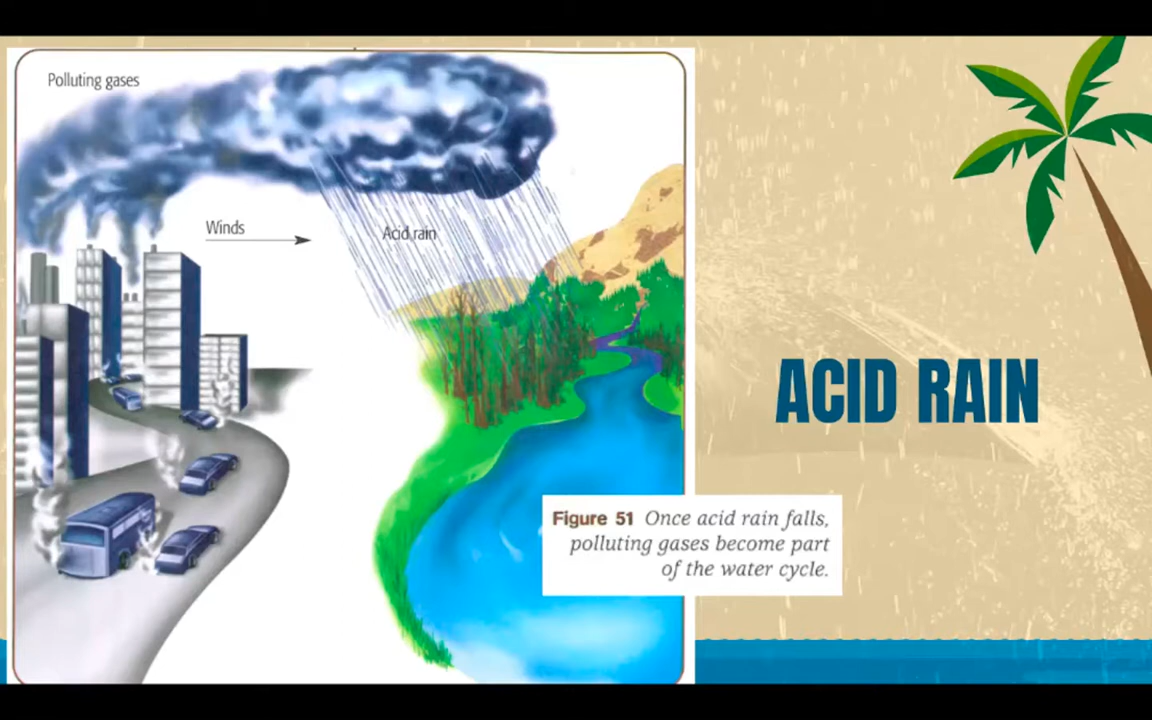 Polluting gases
Winds
Acid rain
ACID RAIN
Figure 51 Once acid rain falls,
polluting gases become part
of the water cycle.